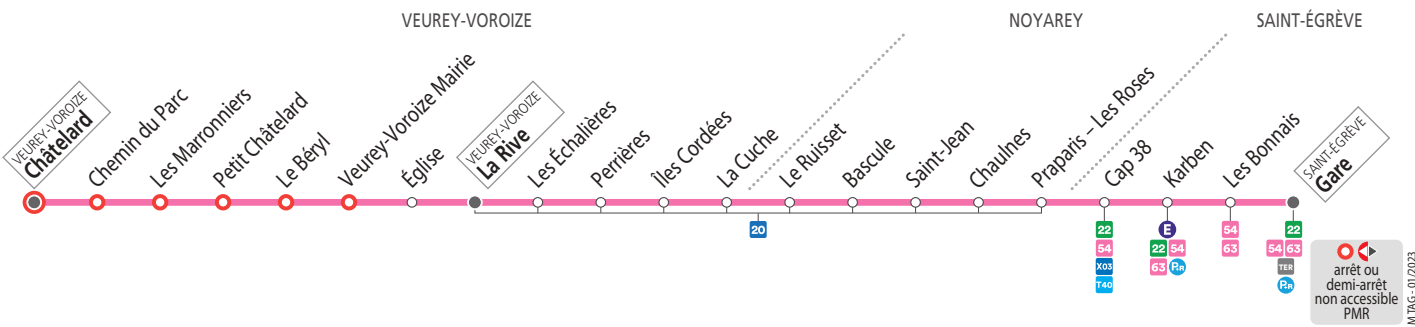 VEUREY-VOROIZE
NOYAREY
SAINT-ÉGRÈVE
VEUREY-VOROIZE
Châtelard
Chemin du Parc
Les Marronniers
Petit Châtelard
Le Béryl
Veurey-Voroize Mairie
Église
VEUREY-VOROIZE
La Rive
Les Échalières
Perrières
Îles Cordées
La Cuche
Le Ruisset
Bascule
Saint-Jean
Chaulnes
Praparis – Les Roses
Cap 38
Karben
Les Bonnais
SAINT-ÉGRÈVE
Gare
20
22
54
X03
T40
E
22 54
63 P+R
54
63
22
54 63
TER
P+R
arrêt ou
demi-arrêt
non accessible
PMR
M TAG - 01/2023